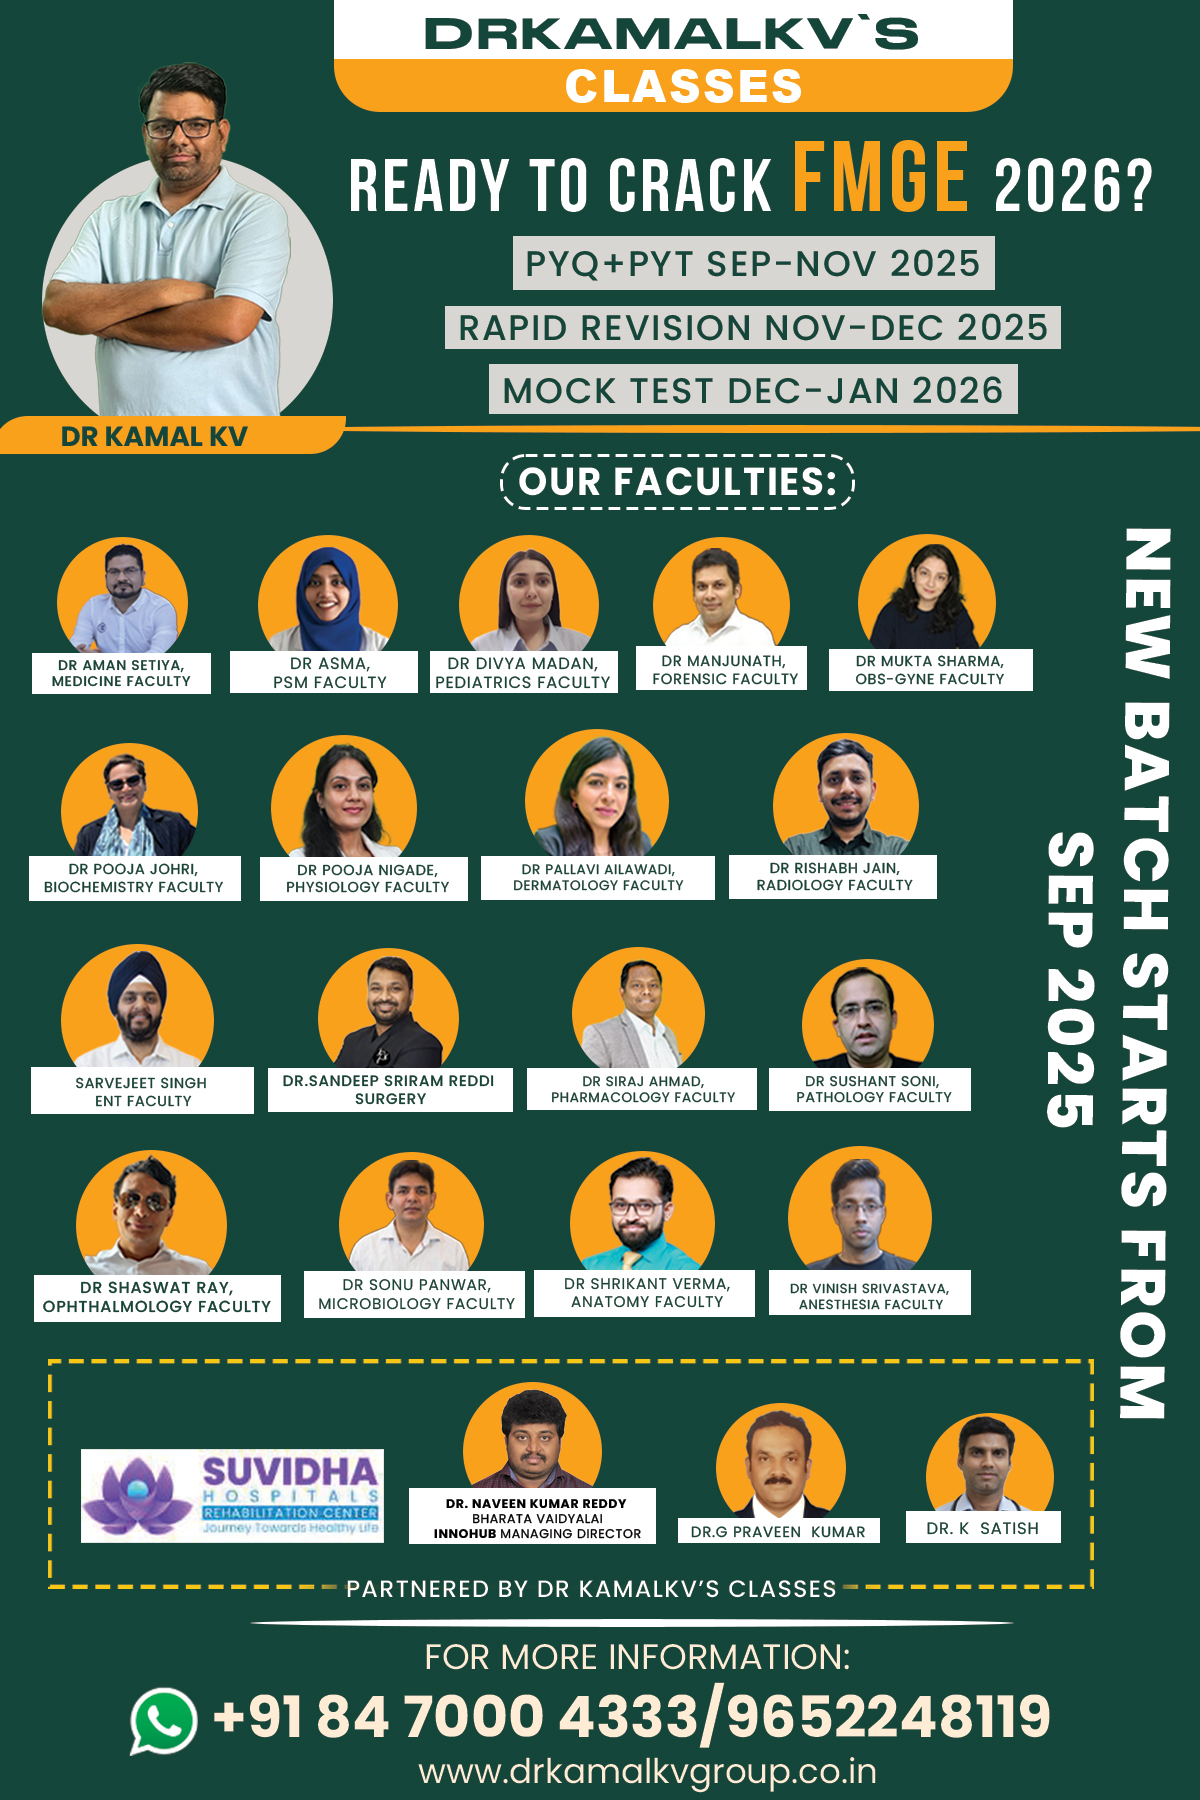 DRKAMALKV`S
CLASSES
READY TO CRACK FMGE 2026?
PYQ+PYT SEP-NOV 2025
RAPID REVISION NOV-DEC 2025
MOCK TEST DEC-JAN 2026
DR KAMAL KV
OUR FACULTIES:
DR AMAN SETIYA,
MEDICINE FACULTY
DR ASMA,
PSM FACULTY
DR DIVYA MADAN,
PEDIATRICS FACULTY
DR MANJUNATH,
FORENSIC FACULTY
DR MUKTA SHARMA,
OBS-GYNE FACULTY
DR POOJA JOHRI,
BIOCHEMISTRY FACULTY
DR POOJA NIGADE,
PHYSIOLOGY FACULTY
DR PALLAVI AILAWADI,
DERMATOLOGY FACULTY
DR RISHABH JAIN,
RADIOLOGY FACULTY
SARVEJEET SINGH
ENT FACULTY
DR.SANDEEP SRIRAM REDDI
SURGERY
DR SIRAJ AHMAD,
PHARMACOLOGY FACULTY
DR SUSHANT SONI,
PATHOLOGY FACULTY
DR SHASWAT RAY,
OPHTHALMOLOGY FACULTY
DR SONU PANWAR,
MICROBIOLOGY FACULTY
DR SHRIKANT VERMA,
ANATOMY FACULTY
DR VINISH SRIVASTAVA,
ANESTHESIA FACULTY
NEW BATCH STARTS FROM
SEP 2025
SUVIDHA
HOSPITALS
REHABILITATION CENTER
Journey Towards Healthy Life
DR. NAVEEN KUMAR REDDY
BHARATA VAIDYALAI
INNOHUB MANAGING DIRECTOR
DR.G PRAVEEN KUMAR
DR. K SATISH
PARTNERED BY DR KAMALKV'S CLASSES
FOR MORE INFORMATION:
+91 84 7000 4333/9652248119
www.drkamalkvgroup.co.in